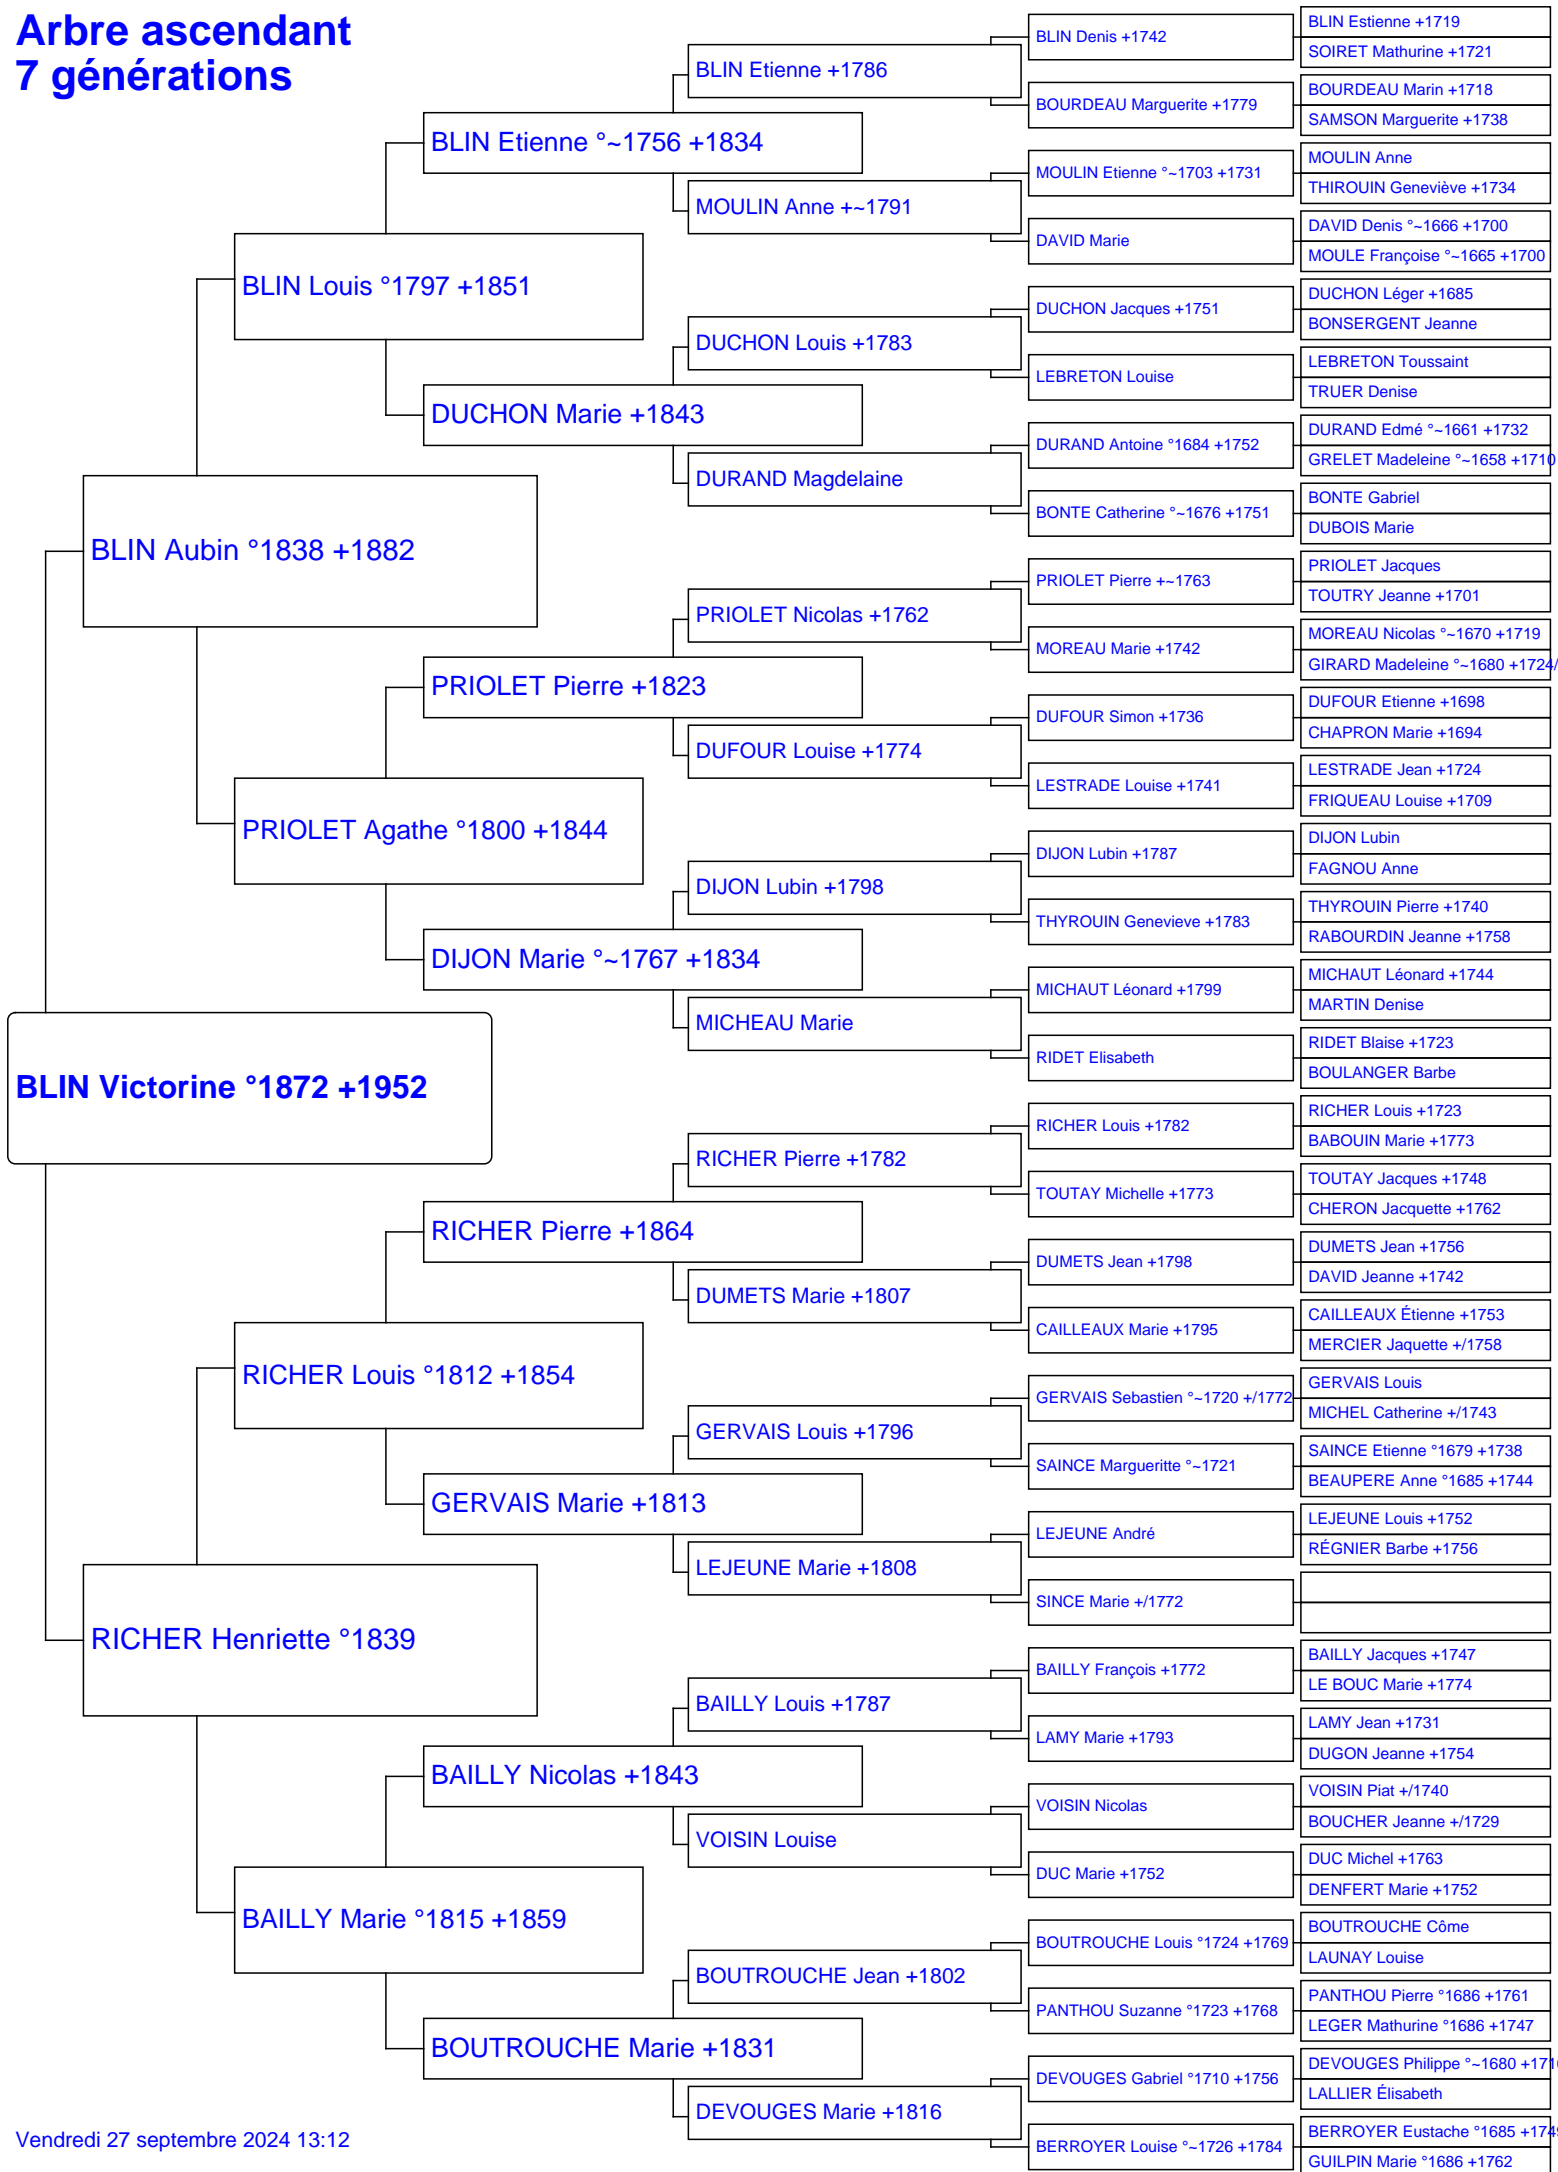 Arbre ascendant
7 générations
BLIN Victorine °1872 +1952
BLIN Aubin °1838 +1882
RICHER Henriette °1839
BLIN Louis °1797 +1851
PRIOLET Agathe °1800 +1844
RICHER Louis °1812 +1854
BAILLY Marie °1815 +1859
BLIN Etienne °~1756 +1834
DUCHON Marie +1843
PRIOLET Pierre +1823
DIJON Marie °~1767 +1834
RICHER Pierre +1864
GERVAIS Marie +1813
BAILLY Nicolas +1843
BOUTROUCHE Marie +1831
BLIN Etienne +1786
MOULIN Anne +~1791
DUCHON Louis +1783
DURAND Magdelaine
PRIOLET Nicolas +1762
DUFOUR Louise +1774
DIJON Lubin +1798
MICHEAU Marie
RICHER Pierre +1782
DUMETS Marie +1807
GERVAIS Louis +1796
LEJEUNE Marie +1808
BAILLY Louis +1787
VOISIN Louise
BOUTROUCHE Jean +1802
DEVOUGES Marie +1816
BLIN Denis +1742
BOURDEAU Marguerite +1779
MOULIN Etienne °~1703 +1731
DAVID Marie
DUCHON Jacques +1751
LEBRETON Louise
DURAND Antoine °1684 +1752
BONTE Catherine °~1676 +1751
PRIOLET Pierre +~1763
MOREAU Marie +1742
DUFOUR Simon +1736
LESTRADE Louise +1741
DIJON Lubin +1787
THYROUIN Genevieve +1783
MICHAUT Léonard +1799
RIDET Elisabeth
RICHER Louis +1782
TOUTAY Michelle +1773
DUMETS Jean +1798
CAILLEAUX Marie +1795
GERVAIS Sebastien °~1720 +/1772
SAINCE Margueritte °~1721
LEJEUNE André
SINCE Marie +/1772
BAILLY François +1772
LAMY Marie +1793
VOISIN Nicolas
DUC Marie +1752
BOUTROUCHE Louis °1724 +1769
PANTHOU Suzanne °1723 +1768
DEVOUGES Gabriel °1710 +1756
BERROYER Louise °~1726 +1784
BLIN Estienne +1719
SOIRET Mathurine +1721
BOURDEAU Marin +1718
SAMSON Marguerite +1738
MOULIN Anne
THIROUIN Geneviève +1734
DAVID Denis °~1666 +1700
MOULE Françoise °~1665 +1700
DUCHON Léger +1685
BONSERGENT Jeanne
LEBRETON Toussaint
TRUER Denise
DURAND Edmé °~1661 +1732
GRELET Madeleine °~1658 +1710
BONTE Gabriel
DUBOIS Marie
PRIOLET Jacques
TOUTRY Jeanne +1701
MOREAU Nicolas °~1670 +1719
GIRARD Madeleine °~1680 +1724/
DUFOUR Etienne +1698
CHAPRON Marie +1694
LESTRADE Jean +1724
FRIQUEAU Louise +1709
DIJON Lubin
FAGNOU Anne
THYROUIN Pierre +1740
RABOURDIN Jeanne +1758
MICHAUT Léonard +1744
MARTIN Denise
RIDET Blaise +1723
BOULANGER Barbe
RICHER Louis +1723
BABOUIN Marie +1773
TOUTAY Jacques +1748
CHERON Jacquette +1762
DUMETS Jean +1756
DAVID Jeanne +1742
CAILLEAUX Étienne +1753
MERCIER Jaquette +/1758
GERVAIS Louis
MICHEL Catherine +/1743
SAINCE Etienne °1679 +1738
BEAUPERE Anne °1685 +1744
LEJEUNE Louis +1752
RÉGNIER Barbe +1756
BAILLY Jacques +1747
LE BOUC Marie +1774
LAMY Jean +1731
DUGON Jeanne +1754
VOISIN Piat +/1740
BOUCHER Jeanne +/1729
DUC Michel +1763
DENFERT Marie +1752
BOUTROUCHE Côme
LAUNAY Louise
PANTHOU Pierre °1686 +1761
LEGER Mathurine °1686 +1747
DEVOUGES Philippe °~1680
LALLIER Élisabeth
BERROYER Eustache °1685
GUILPIN Marie °1686 +1762
Vendredi 27 septembre 2024 13:12